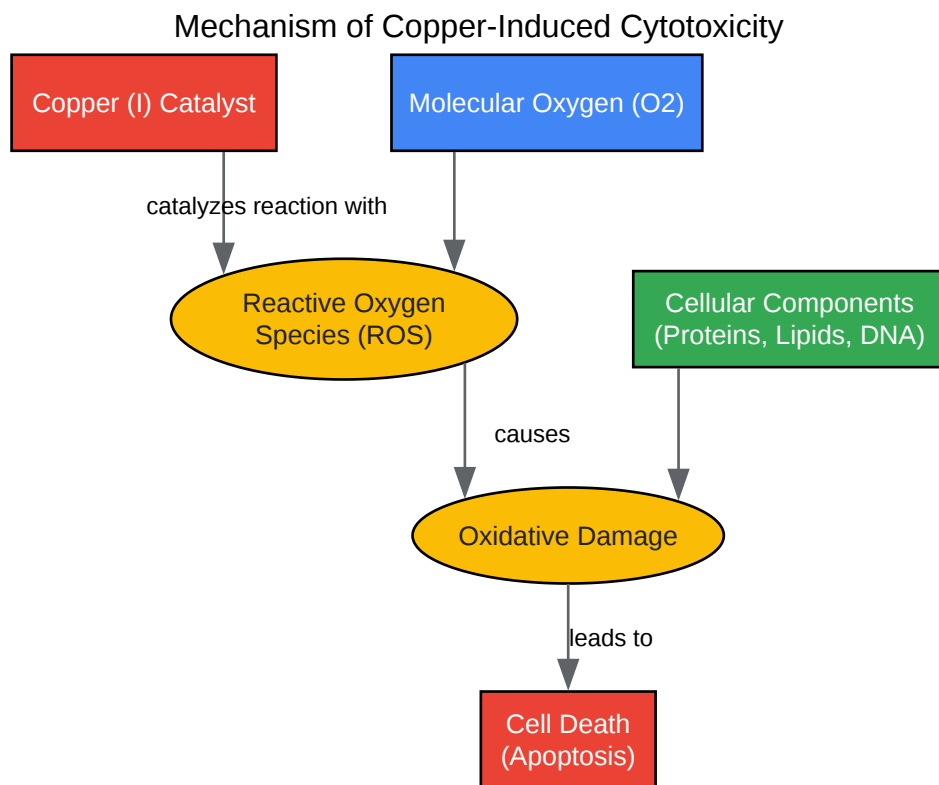 Mechanism of Copper-Induced Cytotoxicity
Copper (I) Catalyst
Molecular Oxygen (O2)
catalyzes reaction with
Reactive Oxygen
Species (ROS)
Cellular Components
(Proteins, Lipids, DNA)
causes
Oxidative Damage
leads to
Cell Death
(Apoptosis)